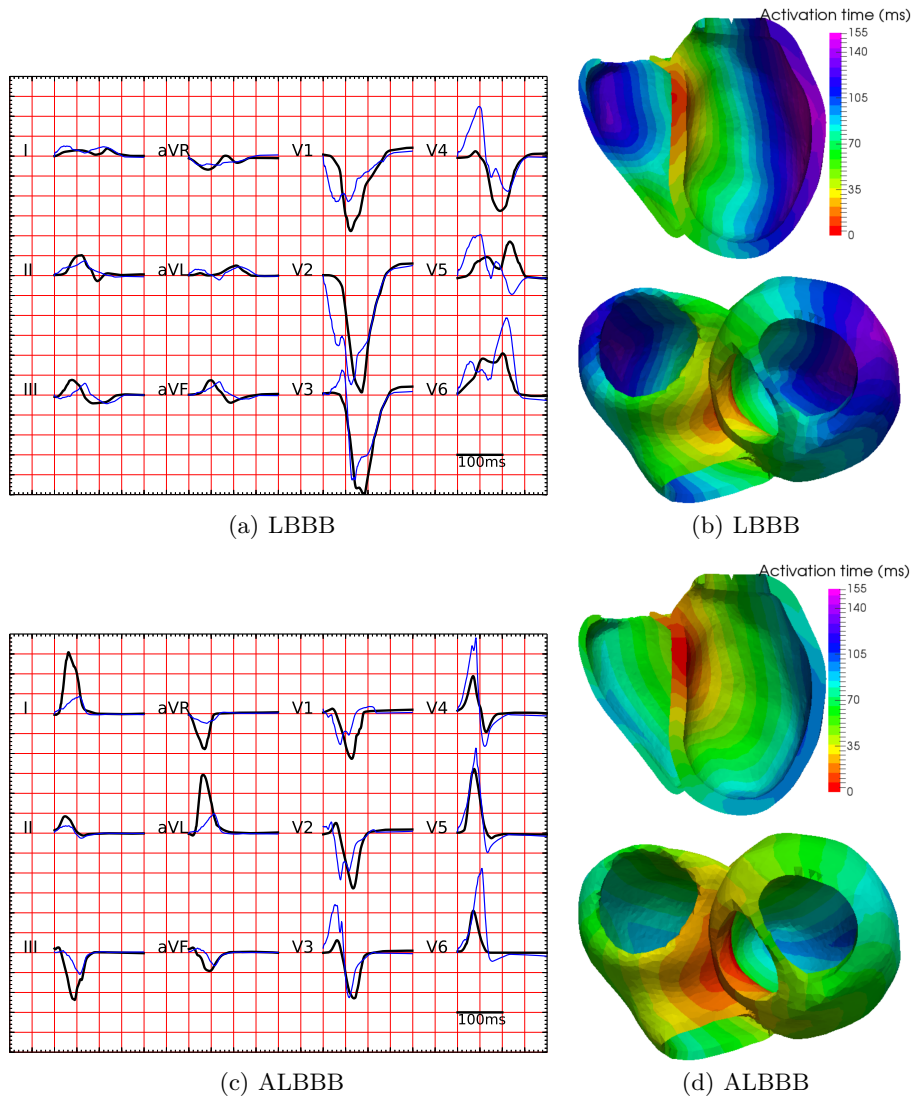 I aVR V1 V4
II aVL V2 V5
III aVF V3 V6
100ms
(a) LBBB
Activation time (ms)
155
140
105
70
35
0
(b) LBBB
I aVR V1 V4
II aVL V2 V5
III aVF V3 V6
100ms
(c) ALBBB
Activation time (ms)
155
140
105
70
35
0
(d) ALBBB